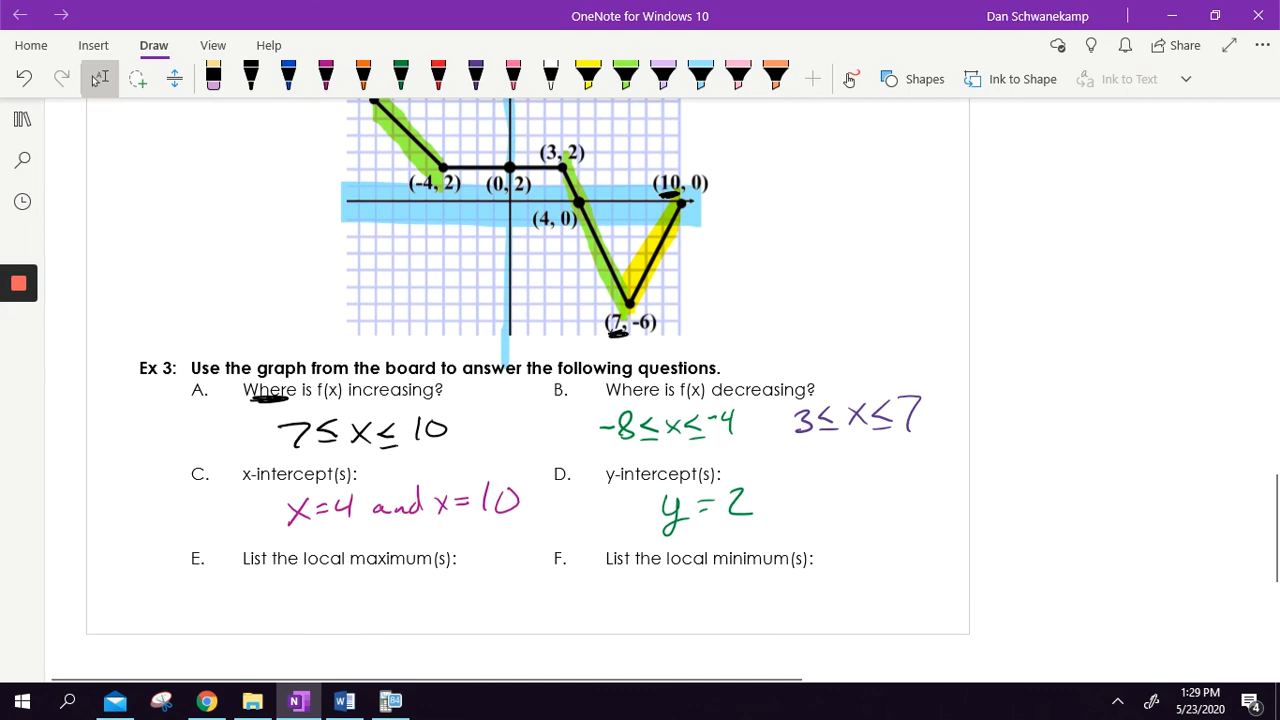 OneNote for Windows 10
Dan Schwanekamp
Home Insert Draw View Help
Share
Shapes
Ink to Shape
Ink to Text
(3, 2)
(-4, 2) (0, 2) (10, 0)
(4, 0)
(7, -6)
Ex 3: Use the graph from the board to answer the following questions.
A. Where is f(x) increasing? B. Where is f(x) decreasing?
7 ≤ x ≤ 10 -8 ≤ x ≤ -4 3 ≤ x ≤ 7
C. x-intercept(s): D. y-intercept(s):
x = 4 and x = 10 y = 2
E. List the local maximum(s): F. List the local minimum(s):
1:29 PM
5/23/2020
4